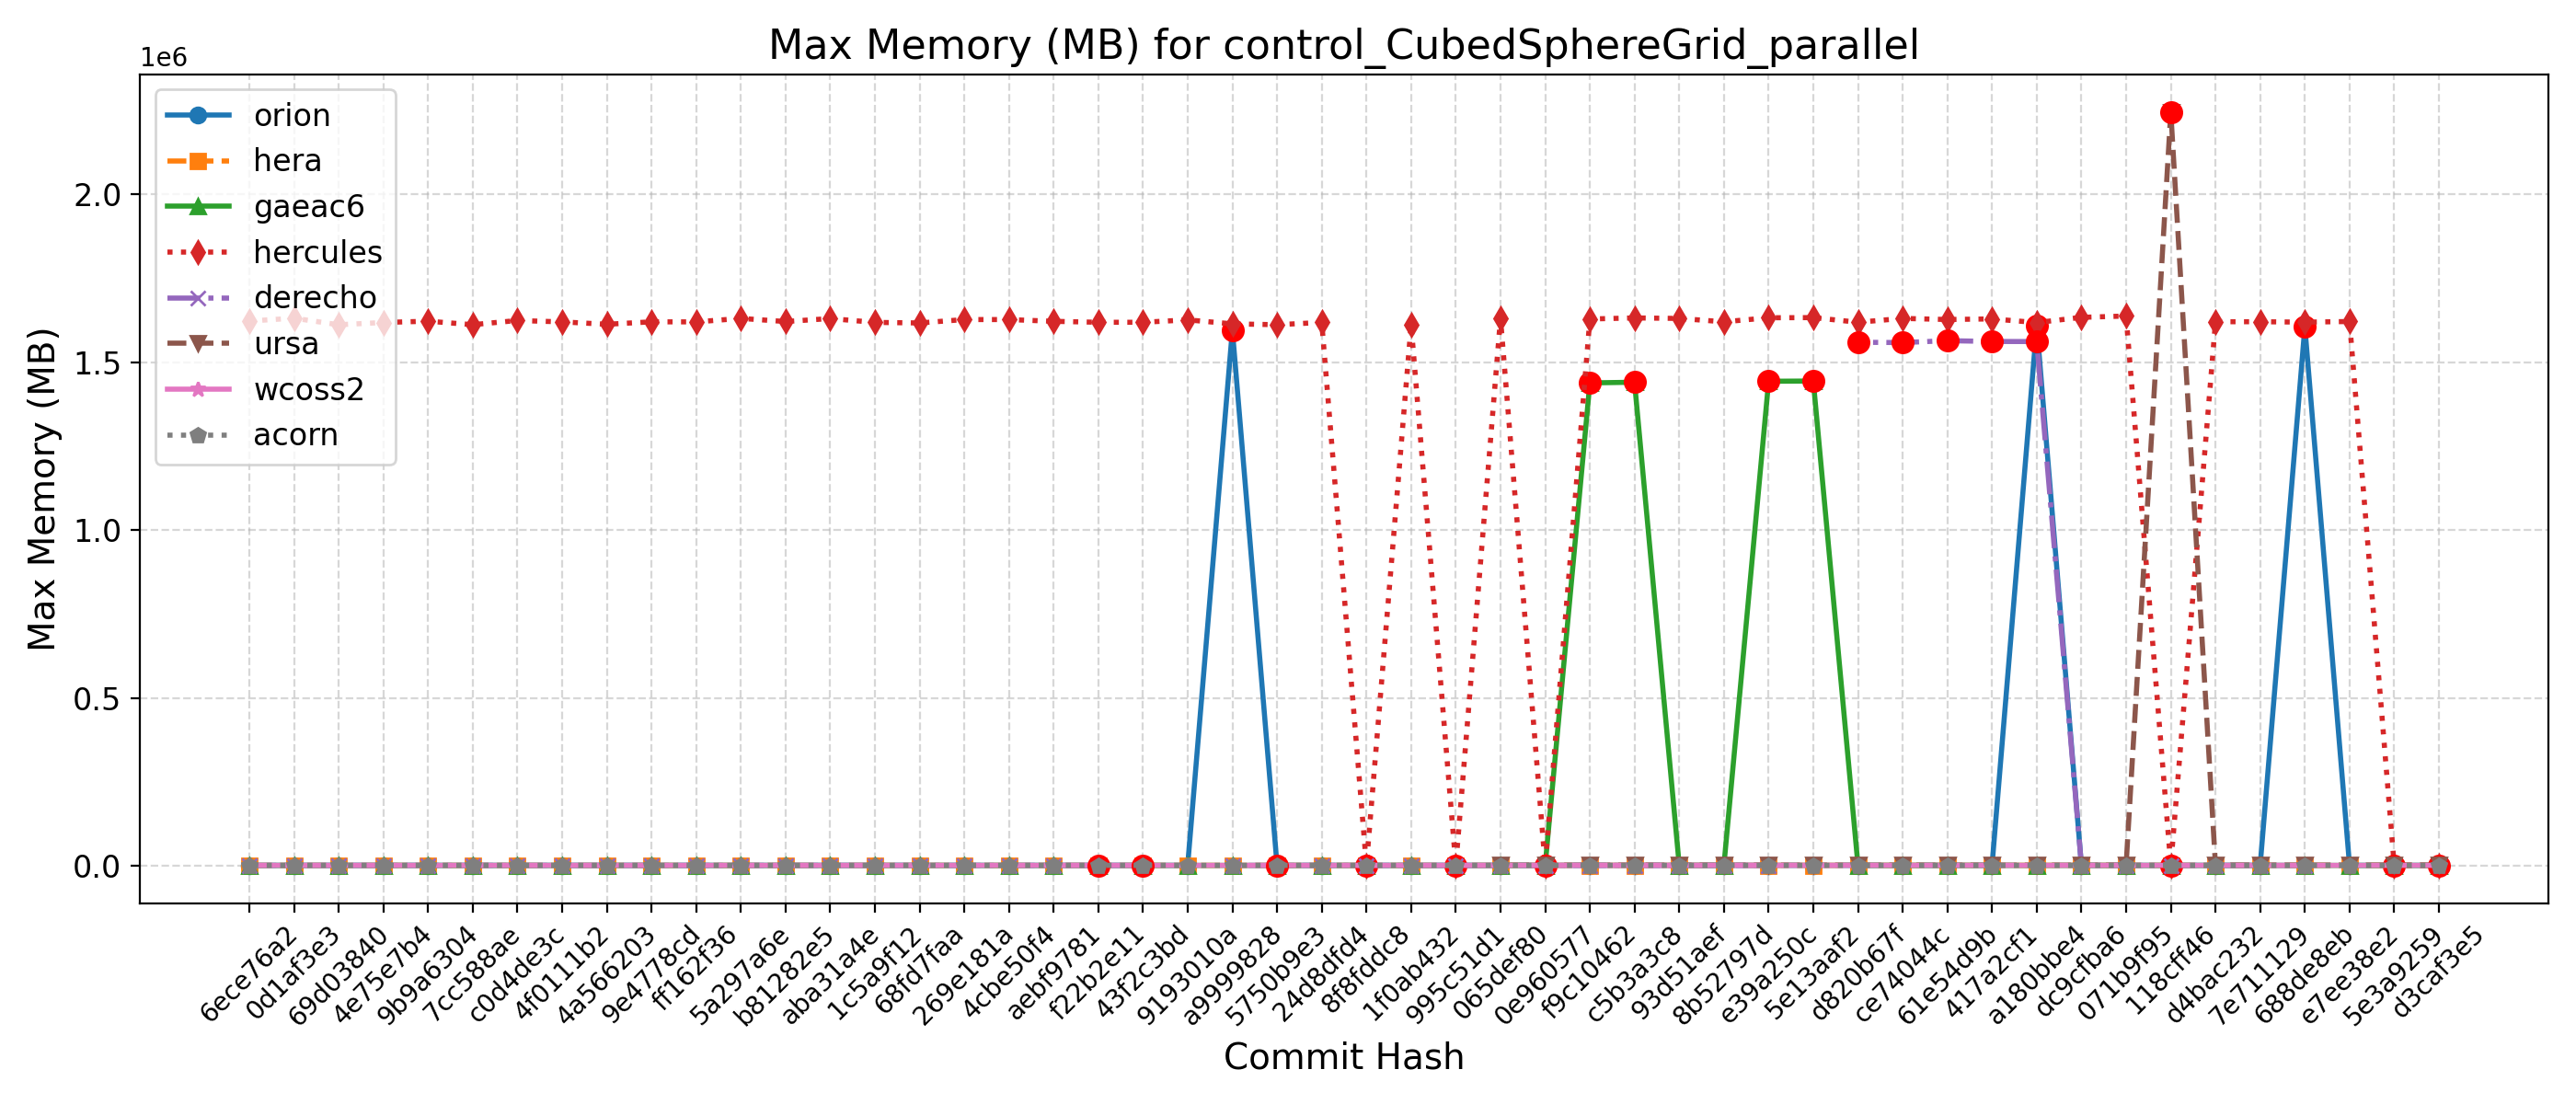 Max Memory (MB) for control_CubedSphereGrid_parallel
1e6
orion
hera
gaeac6
hercules
derecho
ursa
wcoss2
acorn
2.0
1.5
1.0
0.5
0.0
Max Memory (MB)
6ece76a2
0d1af3e3
69d03840
4e75e7b4
9b9a6304
7cc588ae
c0d4de3c
4f0111b2
4a566203
9e4778cd
ff162f36
5a297a6e
b81282e5
aba31a4e
1c5a9f12
68fd7faa
269e181a
4cbe50f4
aebf9781
f22b2e11
43f2c3bd
9193010a
a9999828
5750b9e3
24d8dfd4
8f8fddc8
1f0ab432
995c51d1
065def80
0e960577
f9c10462
c5b3a3c8
93d51aef
8b52797d
e39a250c
5e13aaf2
d820b67f
ce74044c
61e54d9b
417a2cf1
a180bbe4
dc9cfba6
071b9f95
118cff46
d4bac232
7e711129
688de8eb
e7ee38e2
5e3a9259
d3caf3e5
Commit Hash